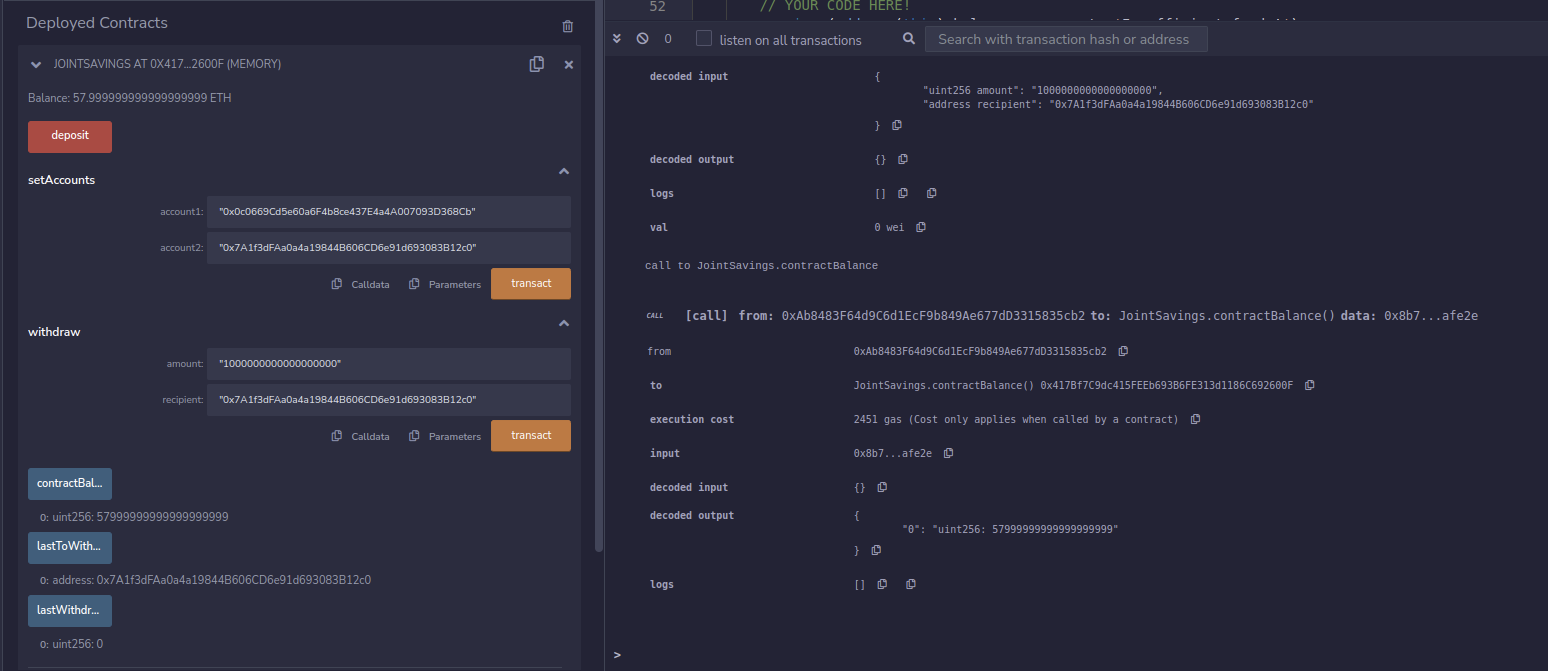 Deployed Contracts
JOINTSAVINGS AT 0X417...2600F (MEMORY)
Balance: 57.999999999999999999 ETH
deposit
setAccounts
account1: "0x0c0669Cd5e60a6F4b8ce437E4a4A007093D368Cb"
account2: "0x7A1f3dFAa0a4a19844B606CD6e91d693083B12c0"
Calldata Parameters transact
withdraw
amount: "1000000000000000000"
recipient: "0x7A1f3dFAa0a4a19844B606CD6e91d693083B12c0"
Calldata Parameters transact
contractBal...
0: uint256: 57999999999999999999
lastToWith...
0: address: 0x7A1f3dFAa0a4a19844B606CD6e91d693083B12c0
lastWithdr...
0: uint256: 0
52 // YOUR CODE HERE!
0 listen on all transactions Search with transaction hash or address
decoded input {
"uint256 amount": "1000000000000000000",
"address recipient": "0x7A1f3dFAa0a4a19844B606CD6e91d693083B12c0"
}
decoded output {}
logs []
val 0 wei
call to JointSavings.contractBalance
CALL [call] from: 0xAb8483F64d9C6d1EcF9b849Ae677dD3315835cb2 to: JointSavings.contractBalance() data: 0x8b7...afe2e
from 0xAb8483F64d9C6d1EcF9b849Ae677dD3315835cb2
to JointSavings.contractBalance() 0x417Bf7C9dc415FEEb693B6FE313d1186C692600F
execution cost 2451 gas (Cost only applies when called by a contract)
input 0x8b7...afe2e
decoded input {}
decoded output {
"0": "uint256: 57999999999999999999"
}
logs []
>